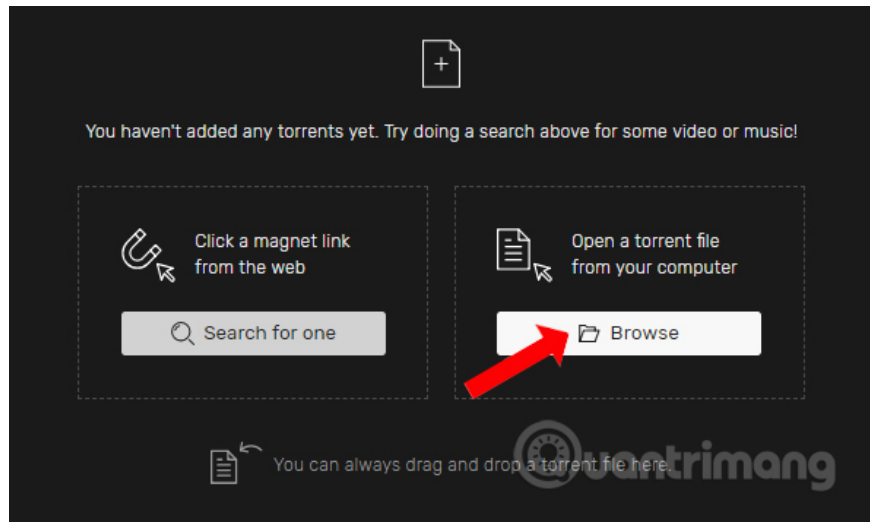 You haven't added any torrents yet. Try doing a search above for some video or music!
Click a magnet link
from the web
Search for one
Open a torrent file
from your computer
Browse
You can always drag and drop a torrent file here.
Quantrimang